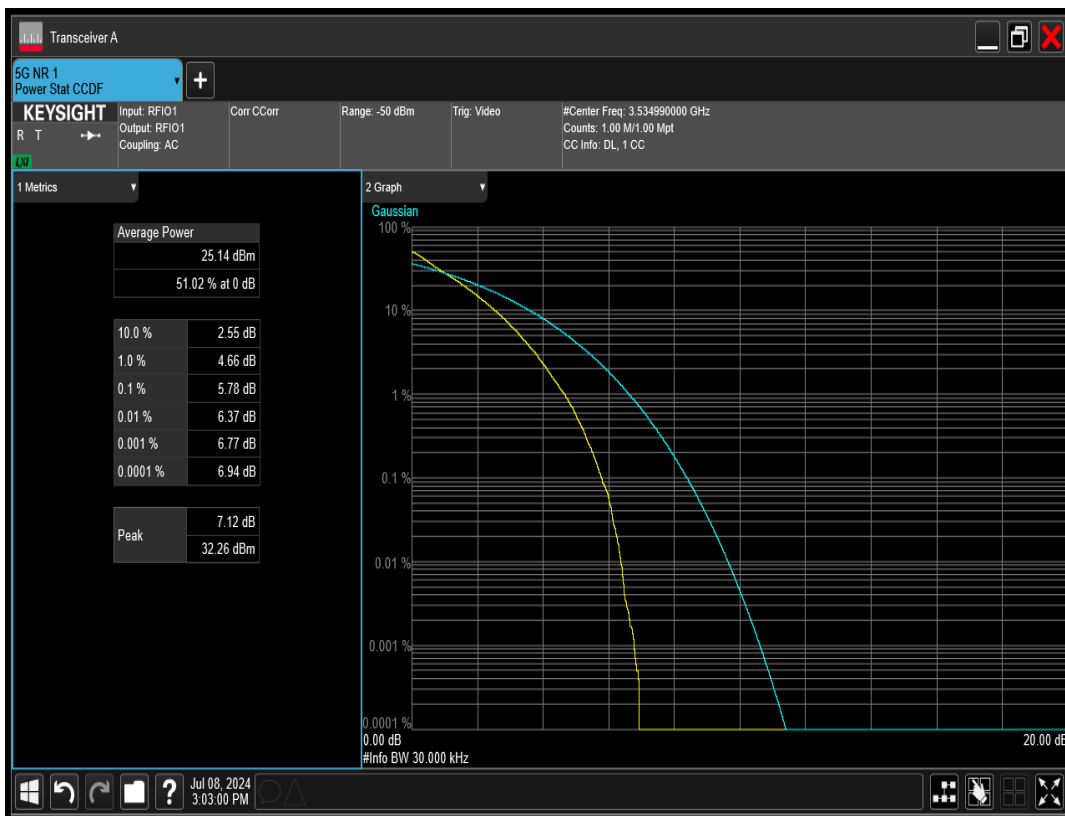 Transceiver A
5G NR 1
Power Stat CCDF
+
KEYSIGHT
R T
LXI
Input: RFIO1
Output: RFIO1
Coupling: AC
Corr CCorr
Range: -50 dBm
Trig: Video
#Center Freq: 3.534990000 GHz
Counts: 1.00 M/1.00 Mpt
CC Info: DL, 1 CC
1 Metrics
Average Power
25.14 dBm
51.02 % at 0 dB
10.0 % 2.55 dB
1.0 % 4.66 dB
0.1 % 5.78 dB
0.01 % 6.37 dB
0.001 % 6.77 dB
0.0001 % 6.94 dB
Peak
7.12 dB
32.26 dBm
2 Graph
Gaussian
100 %
10 %
1 %
0.1 %
0.01 %
0.001 %
0.0001 %
0.00 dB
20.00 dB
#Info BW 30.000 kHz
?
Jul 08, 2024
3:03:00 PM